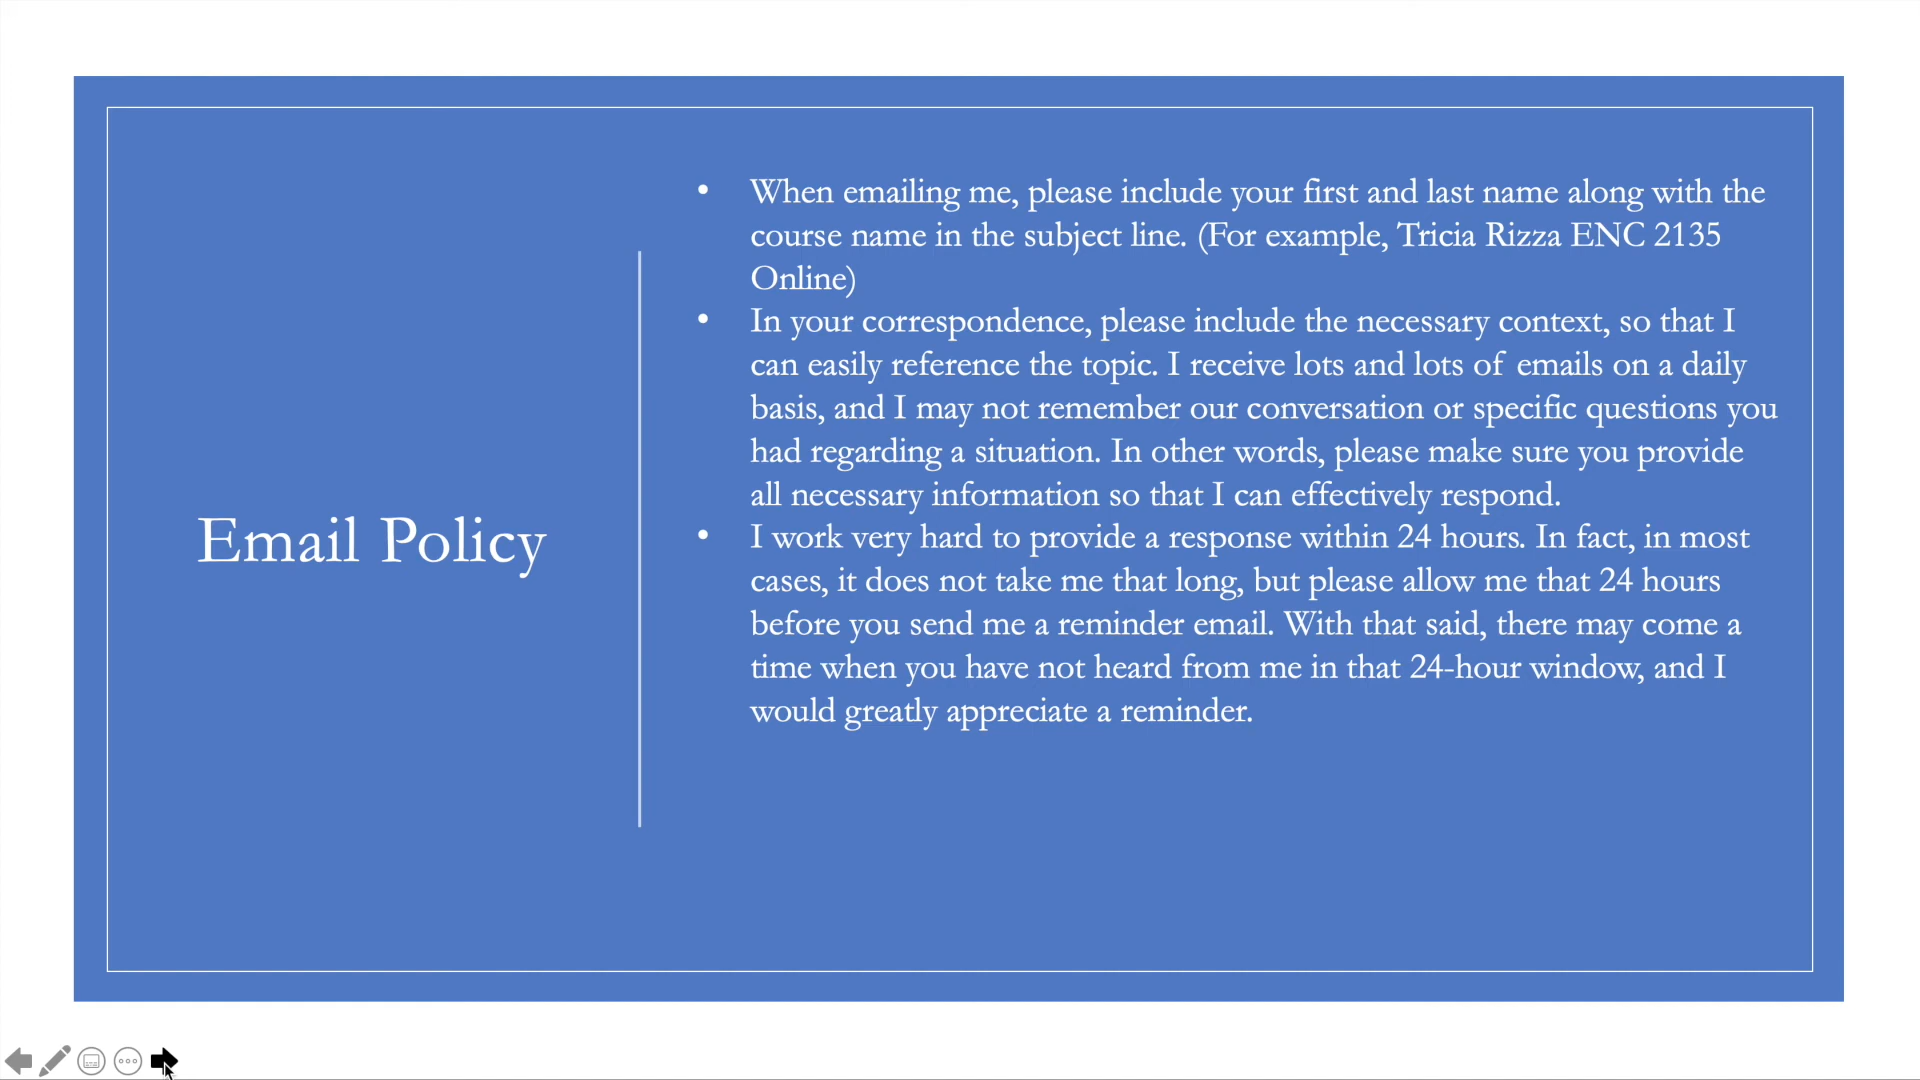 Email Policy
• When emailing me, please include your first and last name along with the
course name in the subject line. (For example, Tricia Rizza ENC 2135
Online)
• In your correspondence, please include the necessary context, so that I
can easily reference the topic. I receive lots and lots of emails on a daily
basis, and I may not remember our conversation or specific questions you
had regarding a situation. In other words, please make sure you provide
all necessary information so that I can effectively respond.
• I work very hard to provide a response within 24 hours. In fact, in most
cases, it does not take me that long, but please allow me that 24 hours
before you send me a reminder email. With that said, there may come a
time when you have not heard from me in that 24-hour window, and I
would greatly appreciate a reminder.